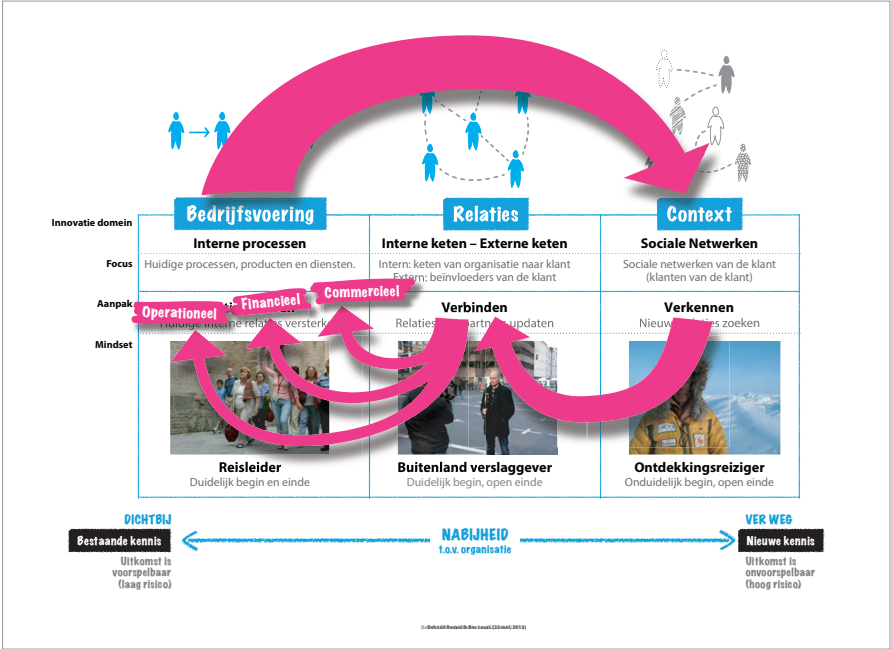 Bedrijfsvoering
Relaties
Context
Innovatie domein
Interne processen
Interne keten – Externe keten
Sociale Netwerken
Focus
Huidige processen, producten en diensten.
Intern: keten van organisatie naar klant
Extern: beïnvloeders van de klant
Sociale netwerken van de klant
(klanten van de klant)
Aanpak
Operationeel
Financieel
Commercieel
Huidige interne relaties
Verbinden
Relaties updaten
Verkennen
zoeken
Mindset
Reisleider
Duidelijk begin en einde
Buitenland verslaggever
Duidelijk begin, open einde
Ontdekkingsreiziger
Onduidelijk begin, open einde
DICHTBIJ
Bestaande kennis
Uitkomst is
voorspelbaar
(laag risico)
NABIJHEID
t.o.v. organisatie
VER WEG
Nieuwe kennis
Uitkomst is
onvoorspelbaar
(hoog risico)